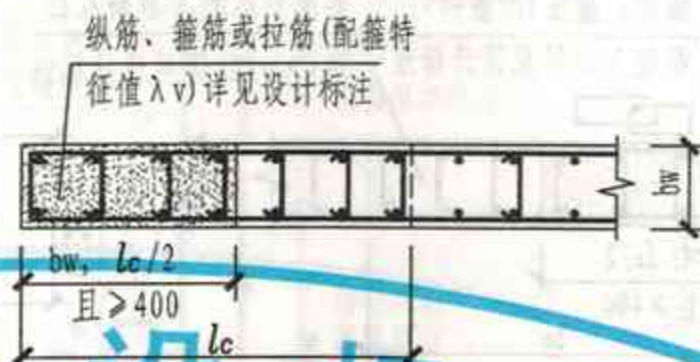 纵筋、箍筋或拉筋(配箍特
征值λv)详见设计标注
bw
bw, lc/2
且≥400
lc